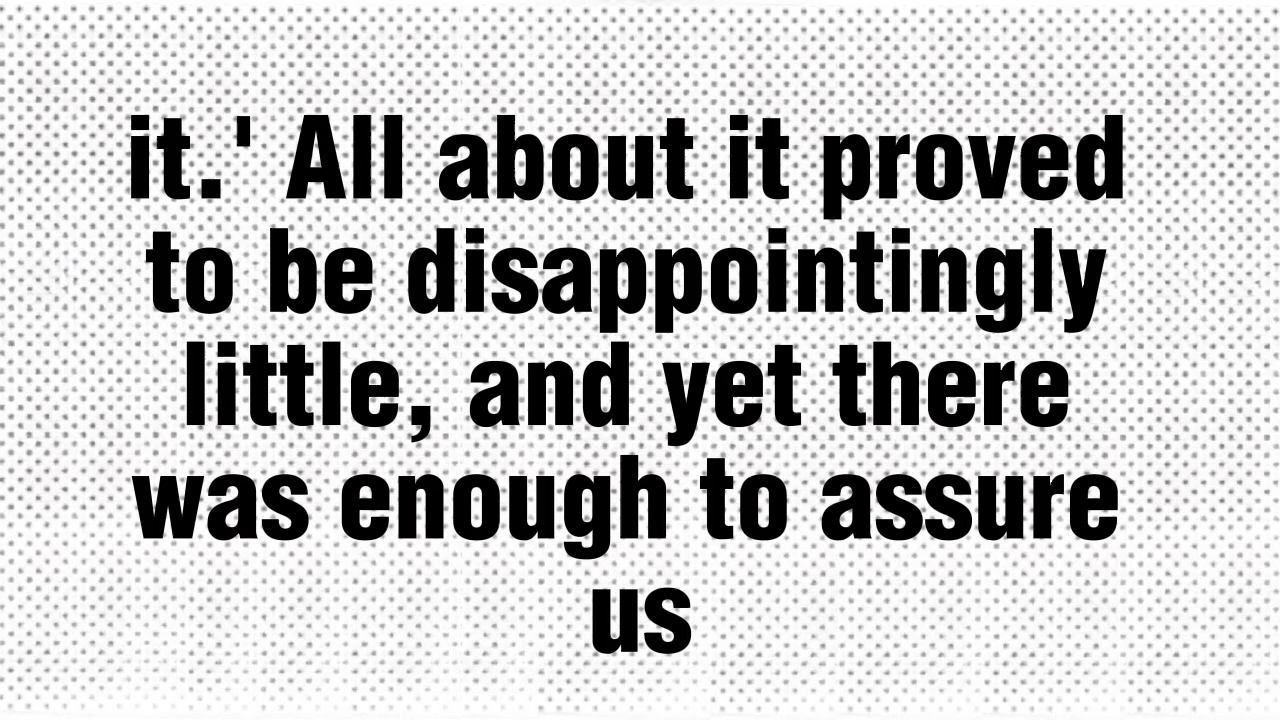 it.' All about it proved
to be disappointingly
little, and yet there
was enough to assure
us